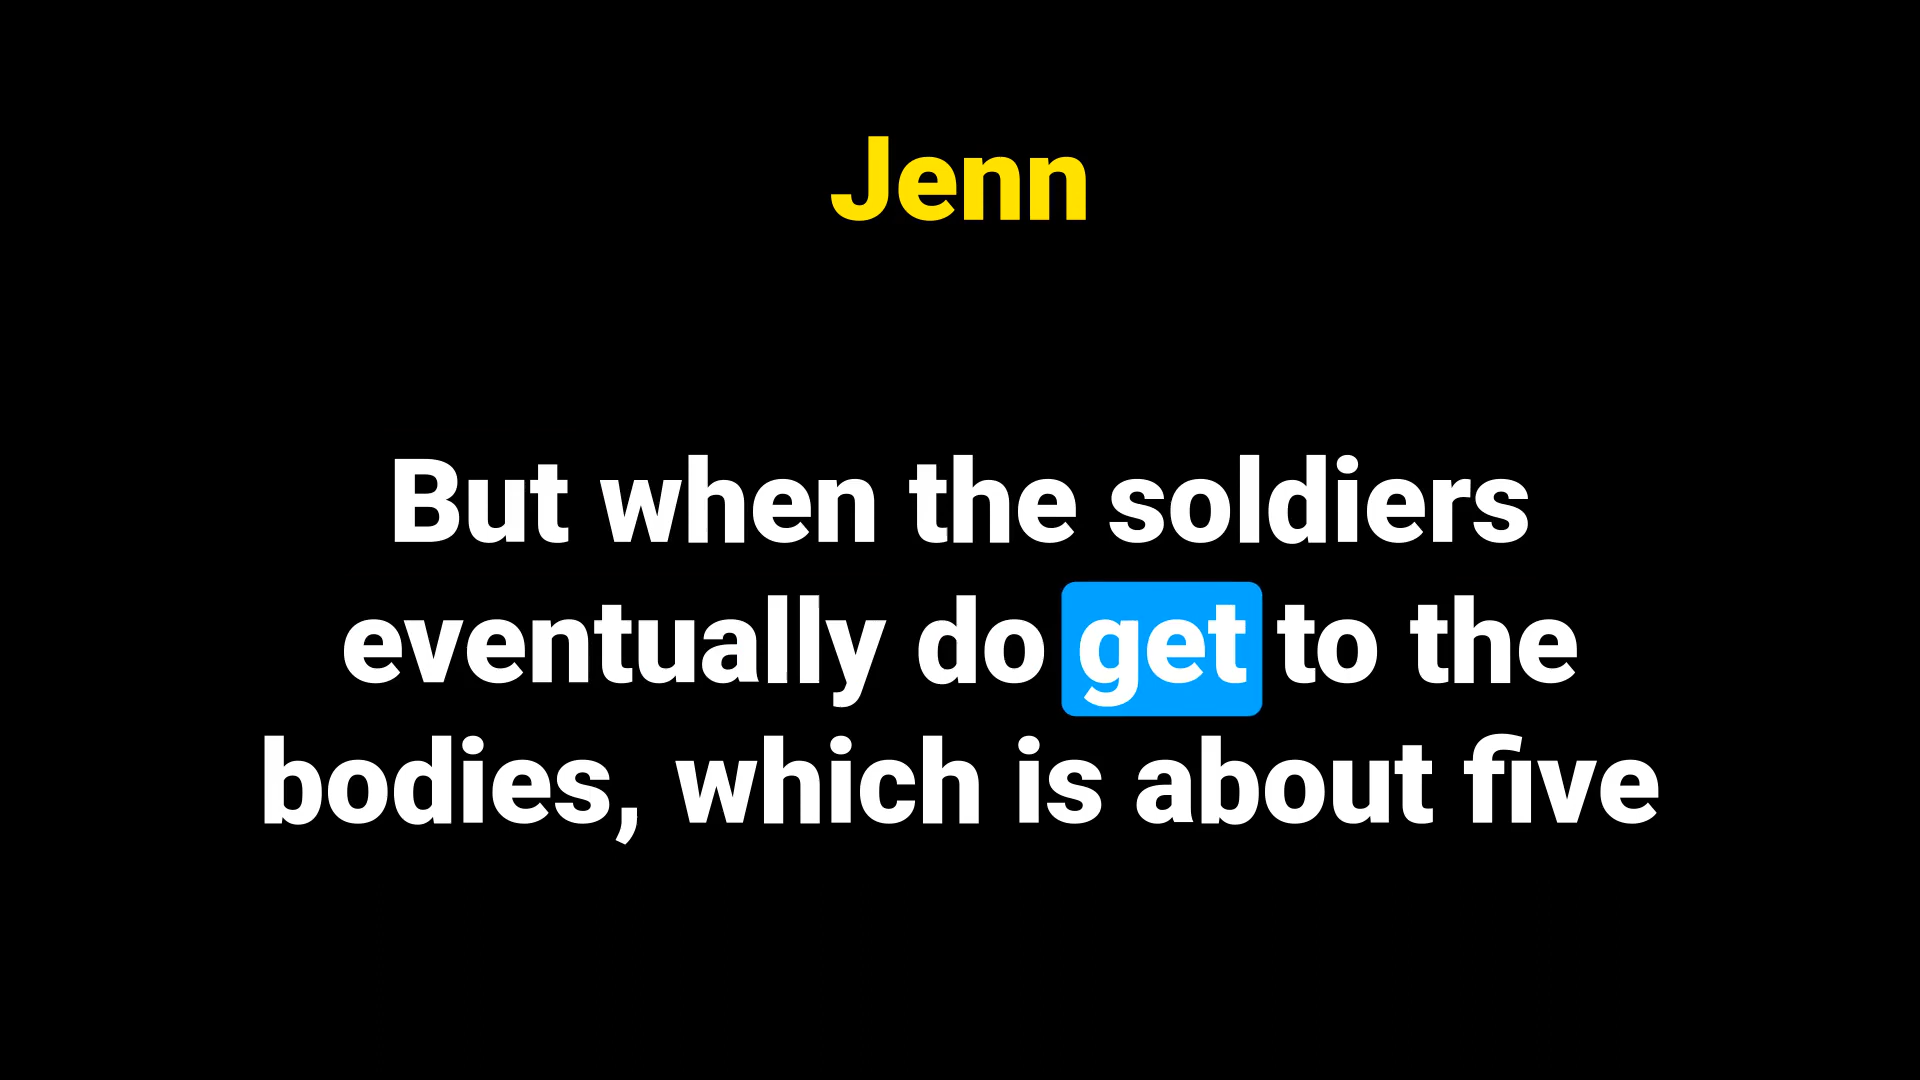 Jenn
But when the soldiers
eventually do get to the
bodies, which is about five